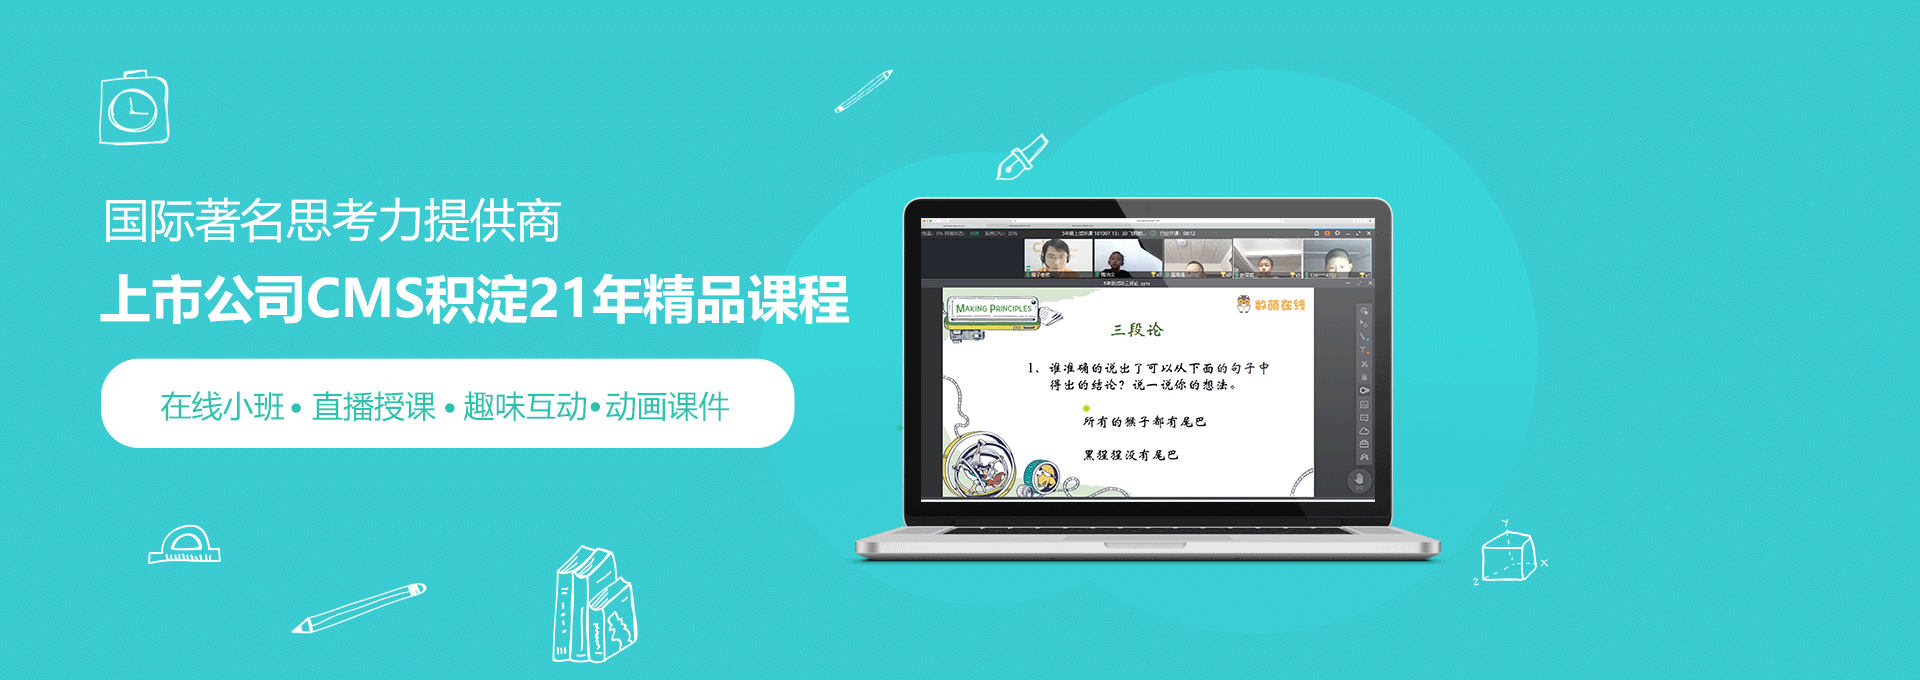 国际著名思考力提供商
上市公司CMS积淀21年精品课程
在线小班•直播授课•趣味互动•动画课件
MAKING PRINCIPLES
数萌在线
三段论
1、谁准确的说出了可以从下面的句子中
得出的结论？说一说你的想法。
所有的猴子都有尾巴
黑猩猩没有尾巴
Y
X
Z